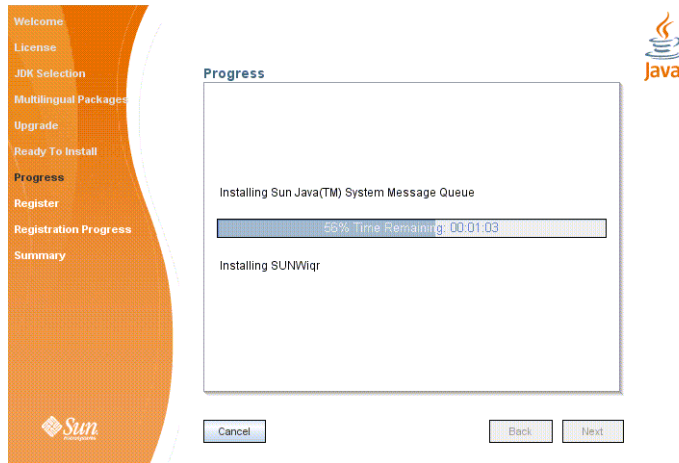 Welcome
License
JDK Selection
Multilingual Packages
Upgrade
Ready To Install
Progress
Register
Registration Progress
Summary
Sun
Java
Progress
Installing Sun Java(TM) System Message Queue
56% Time Remaining: 00:01:03
Installing SUNWiqr
Cancel
Back
Next